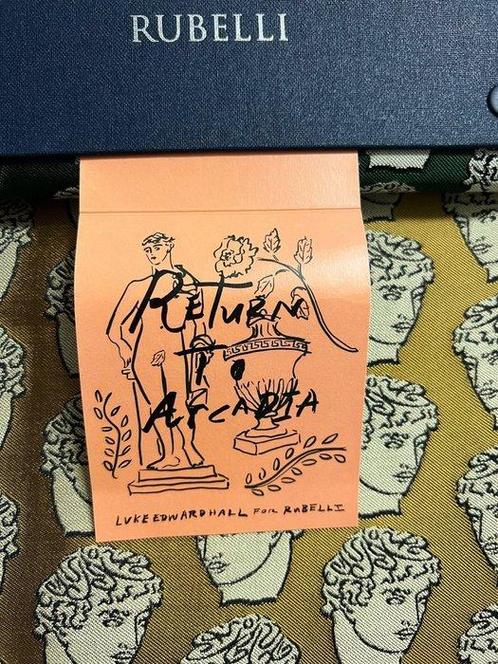 RUBELLI
RETURN
TO
ARCADIA
LUKE EDWARD HALL FOR RUBELLI